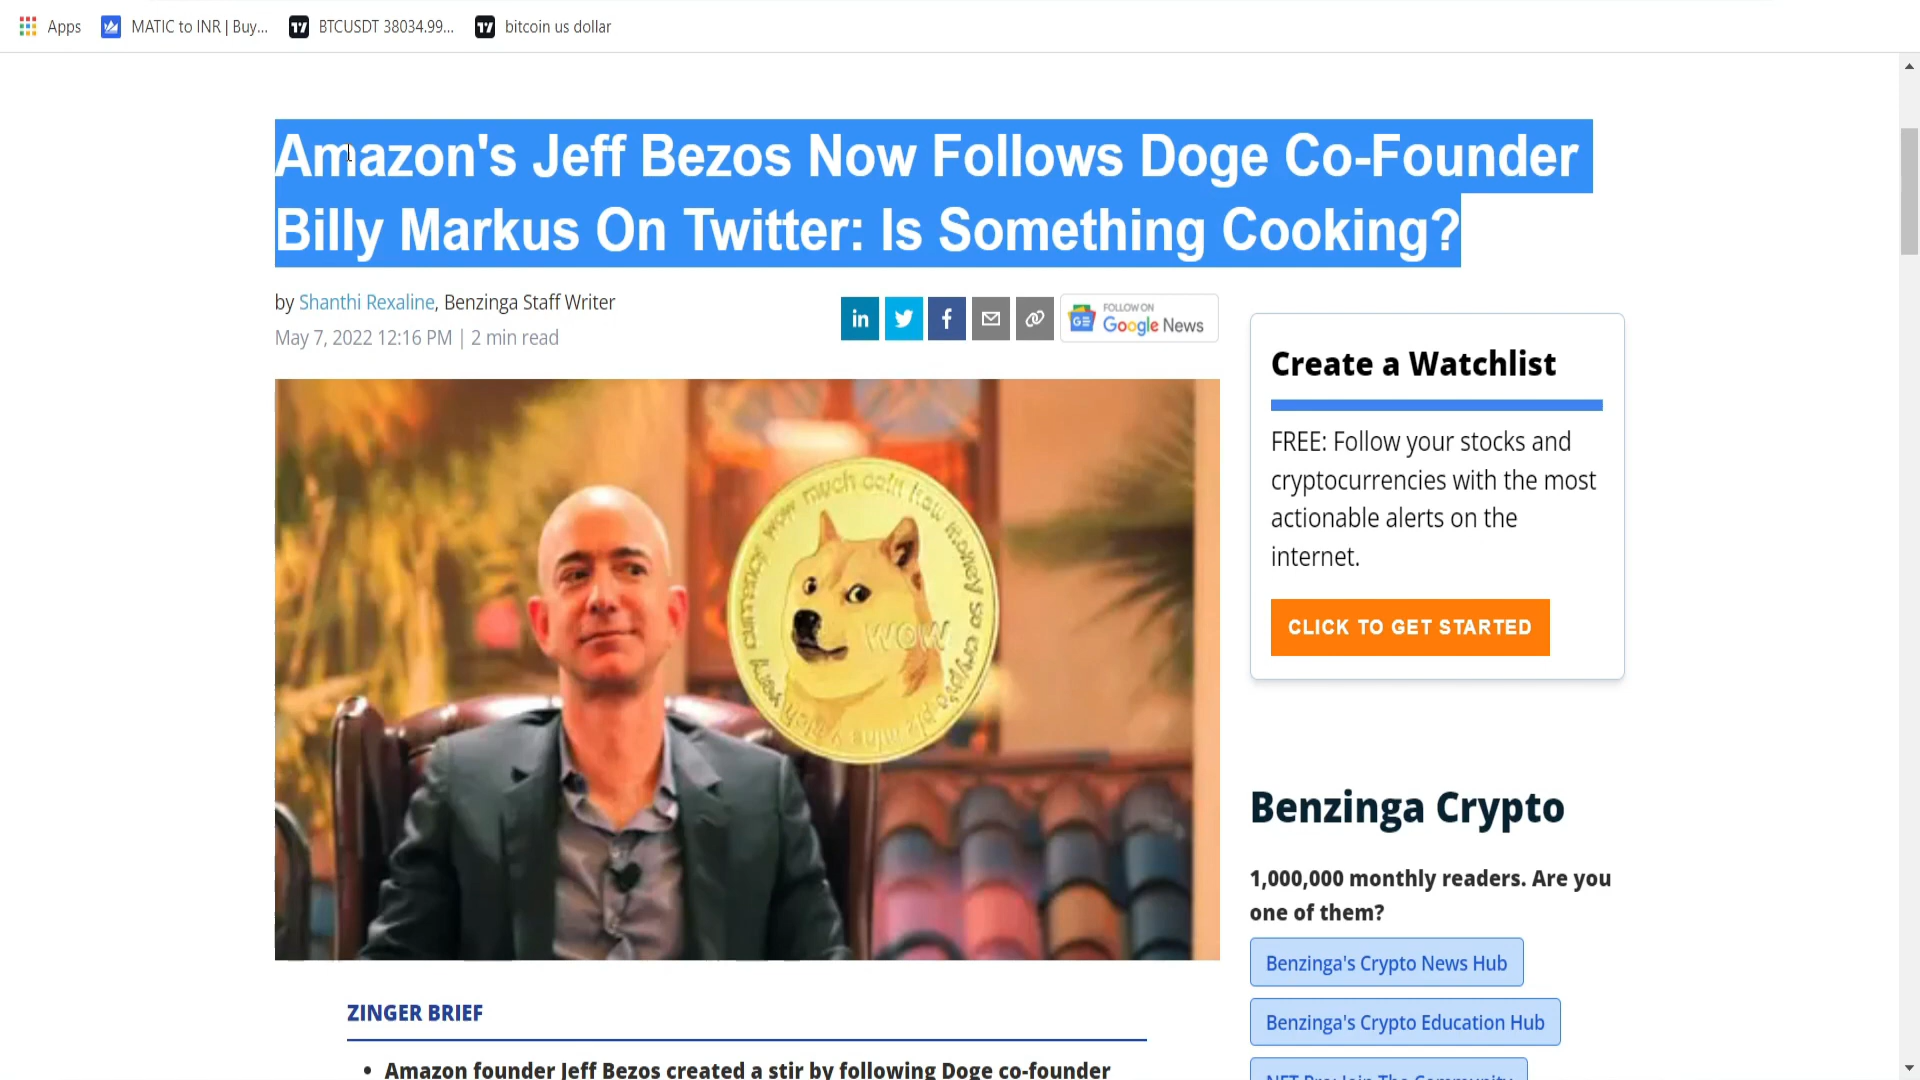 Apps
MATIC to INR | Buy...
BTCUSDT 38034.99...
bitcoin us dollar
Amazon's Jeff Bezos Now Follows Doge Co-Founder
Billy Markus On Twitter: Is Something Cooking?
by Shanthi Rexaline, Benzinga Staff Writer
May 7, 2022 12:16 PM | 2 min read
FOLLOW ON
Google News
Create a Watchlist
FREE: Follow your stocks and
cryptocurrencies with the most
actionable alerts on the
internet.
CLICK TO GET STARTED
WOW
Benzinga Crypto
1,000,000 monthly readers. Are you
one of them?
Benzinga's Crypto News Hub
Benzinga's Crypto Education Hub
ZINGER BRIEF
• Amazon founder Jeff Bezos created a stir by following Doge co-founder